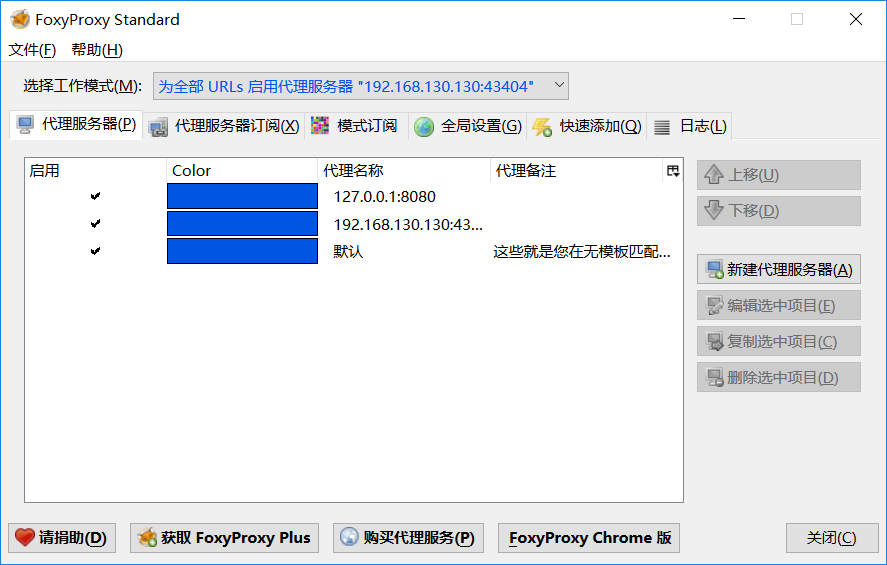 FoxyProxy Standard
文件(F) 帮助(H)
选择工作模式(M): 为全部 URLs 启用代理服务器 "192.168.130.130:43404"
代理服务器(P) 代理服务器订阅(X) 模式订阅 全局设置(G) 快速添加(Q) 日志(L)
启用 Color 代理名称 代理备注
127.0.0.1:8080
192.168.130.130:43...
默认 这些就是您在无模板匹配...
上移(U)
下移(D)
新建代理服务器(A)
编辑选中项目(E)
复制选中项目(C)
删除选中项目(D)
请捐助(D) 获取 FoxyProxy Plus 购买代理服务(P) FoxyProxy Chrome 版 关闭(C)